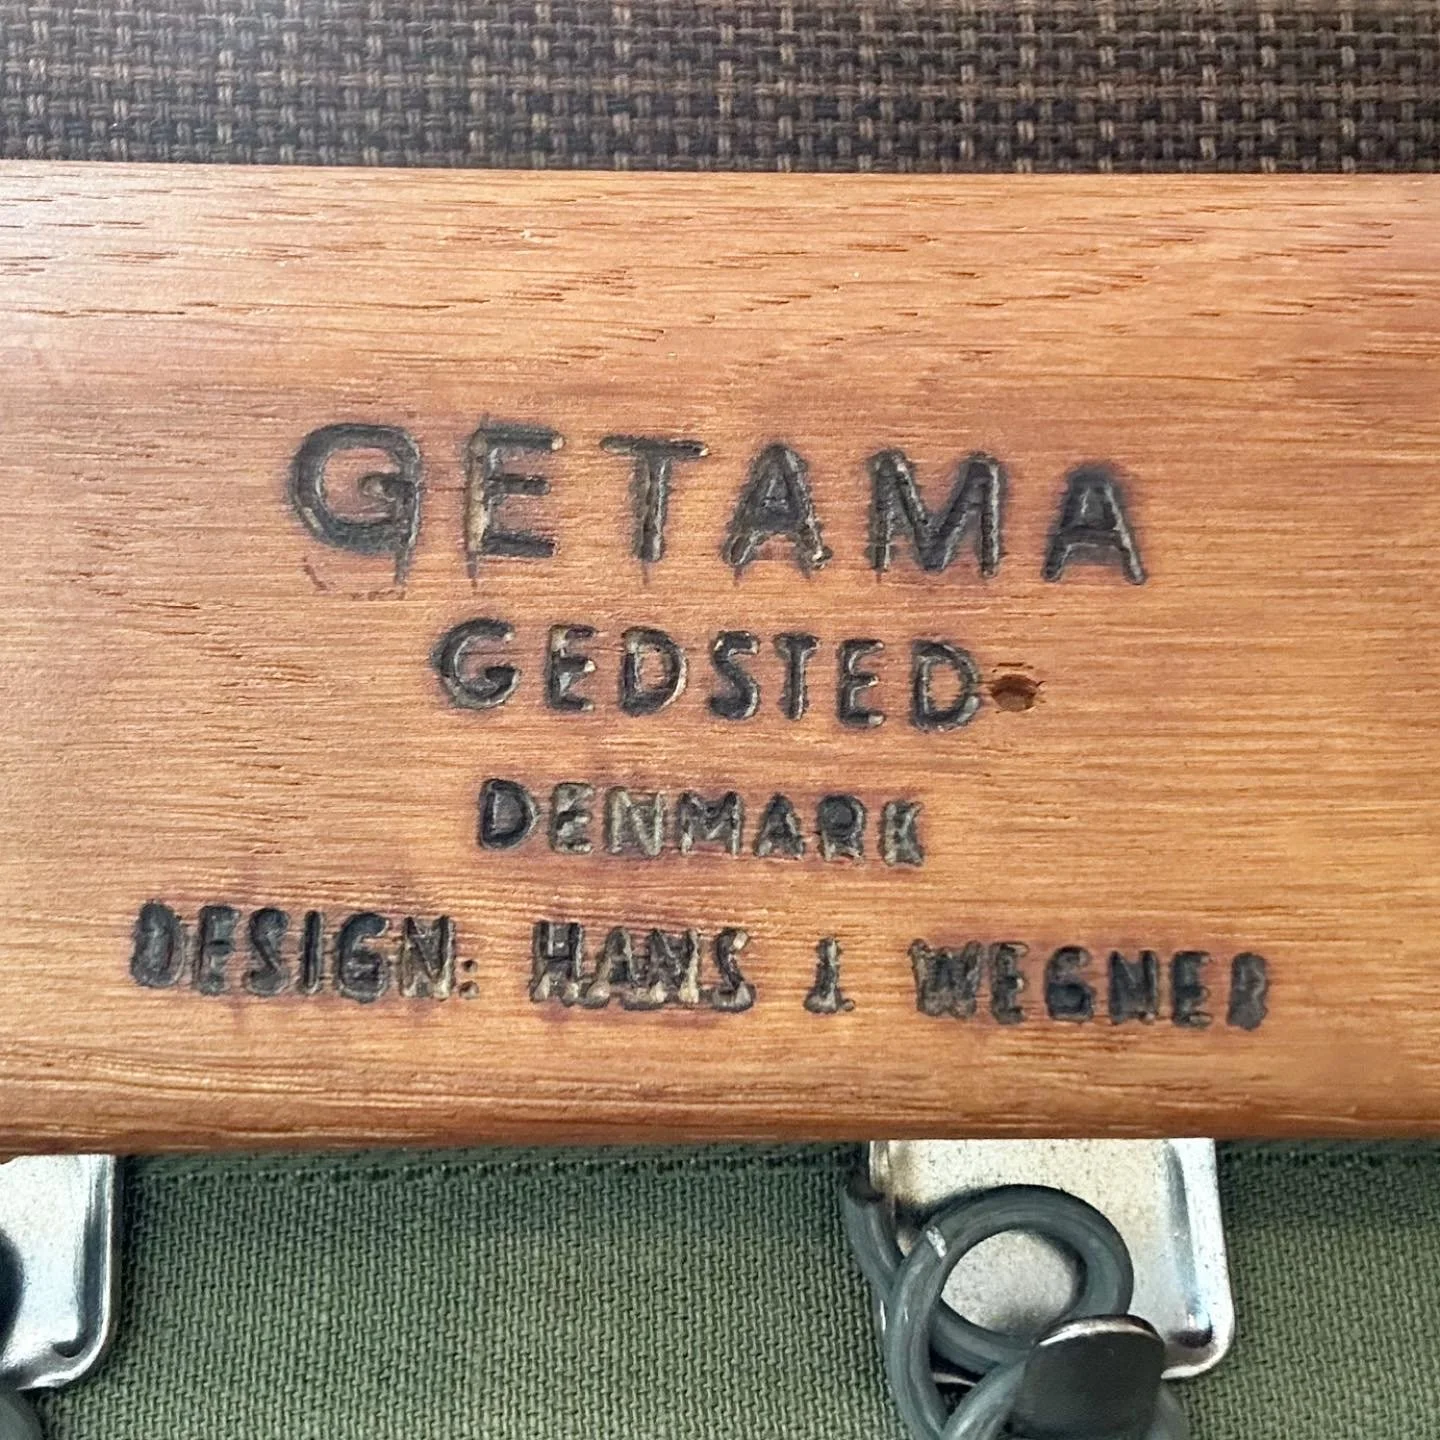 GETAMA
GEDSTED
DENMARK
DESIGN: HANS J. WEGNER